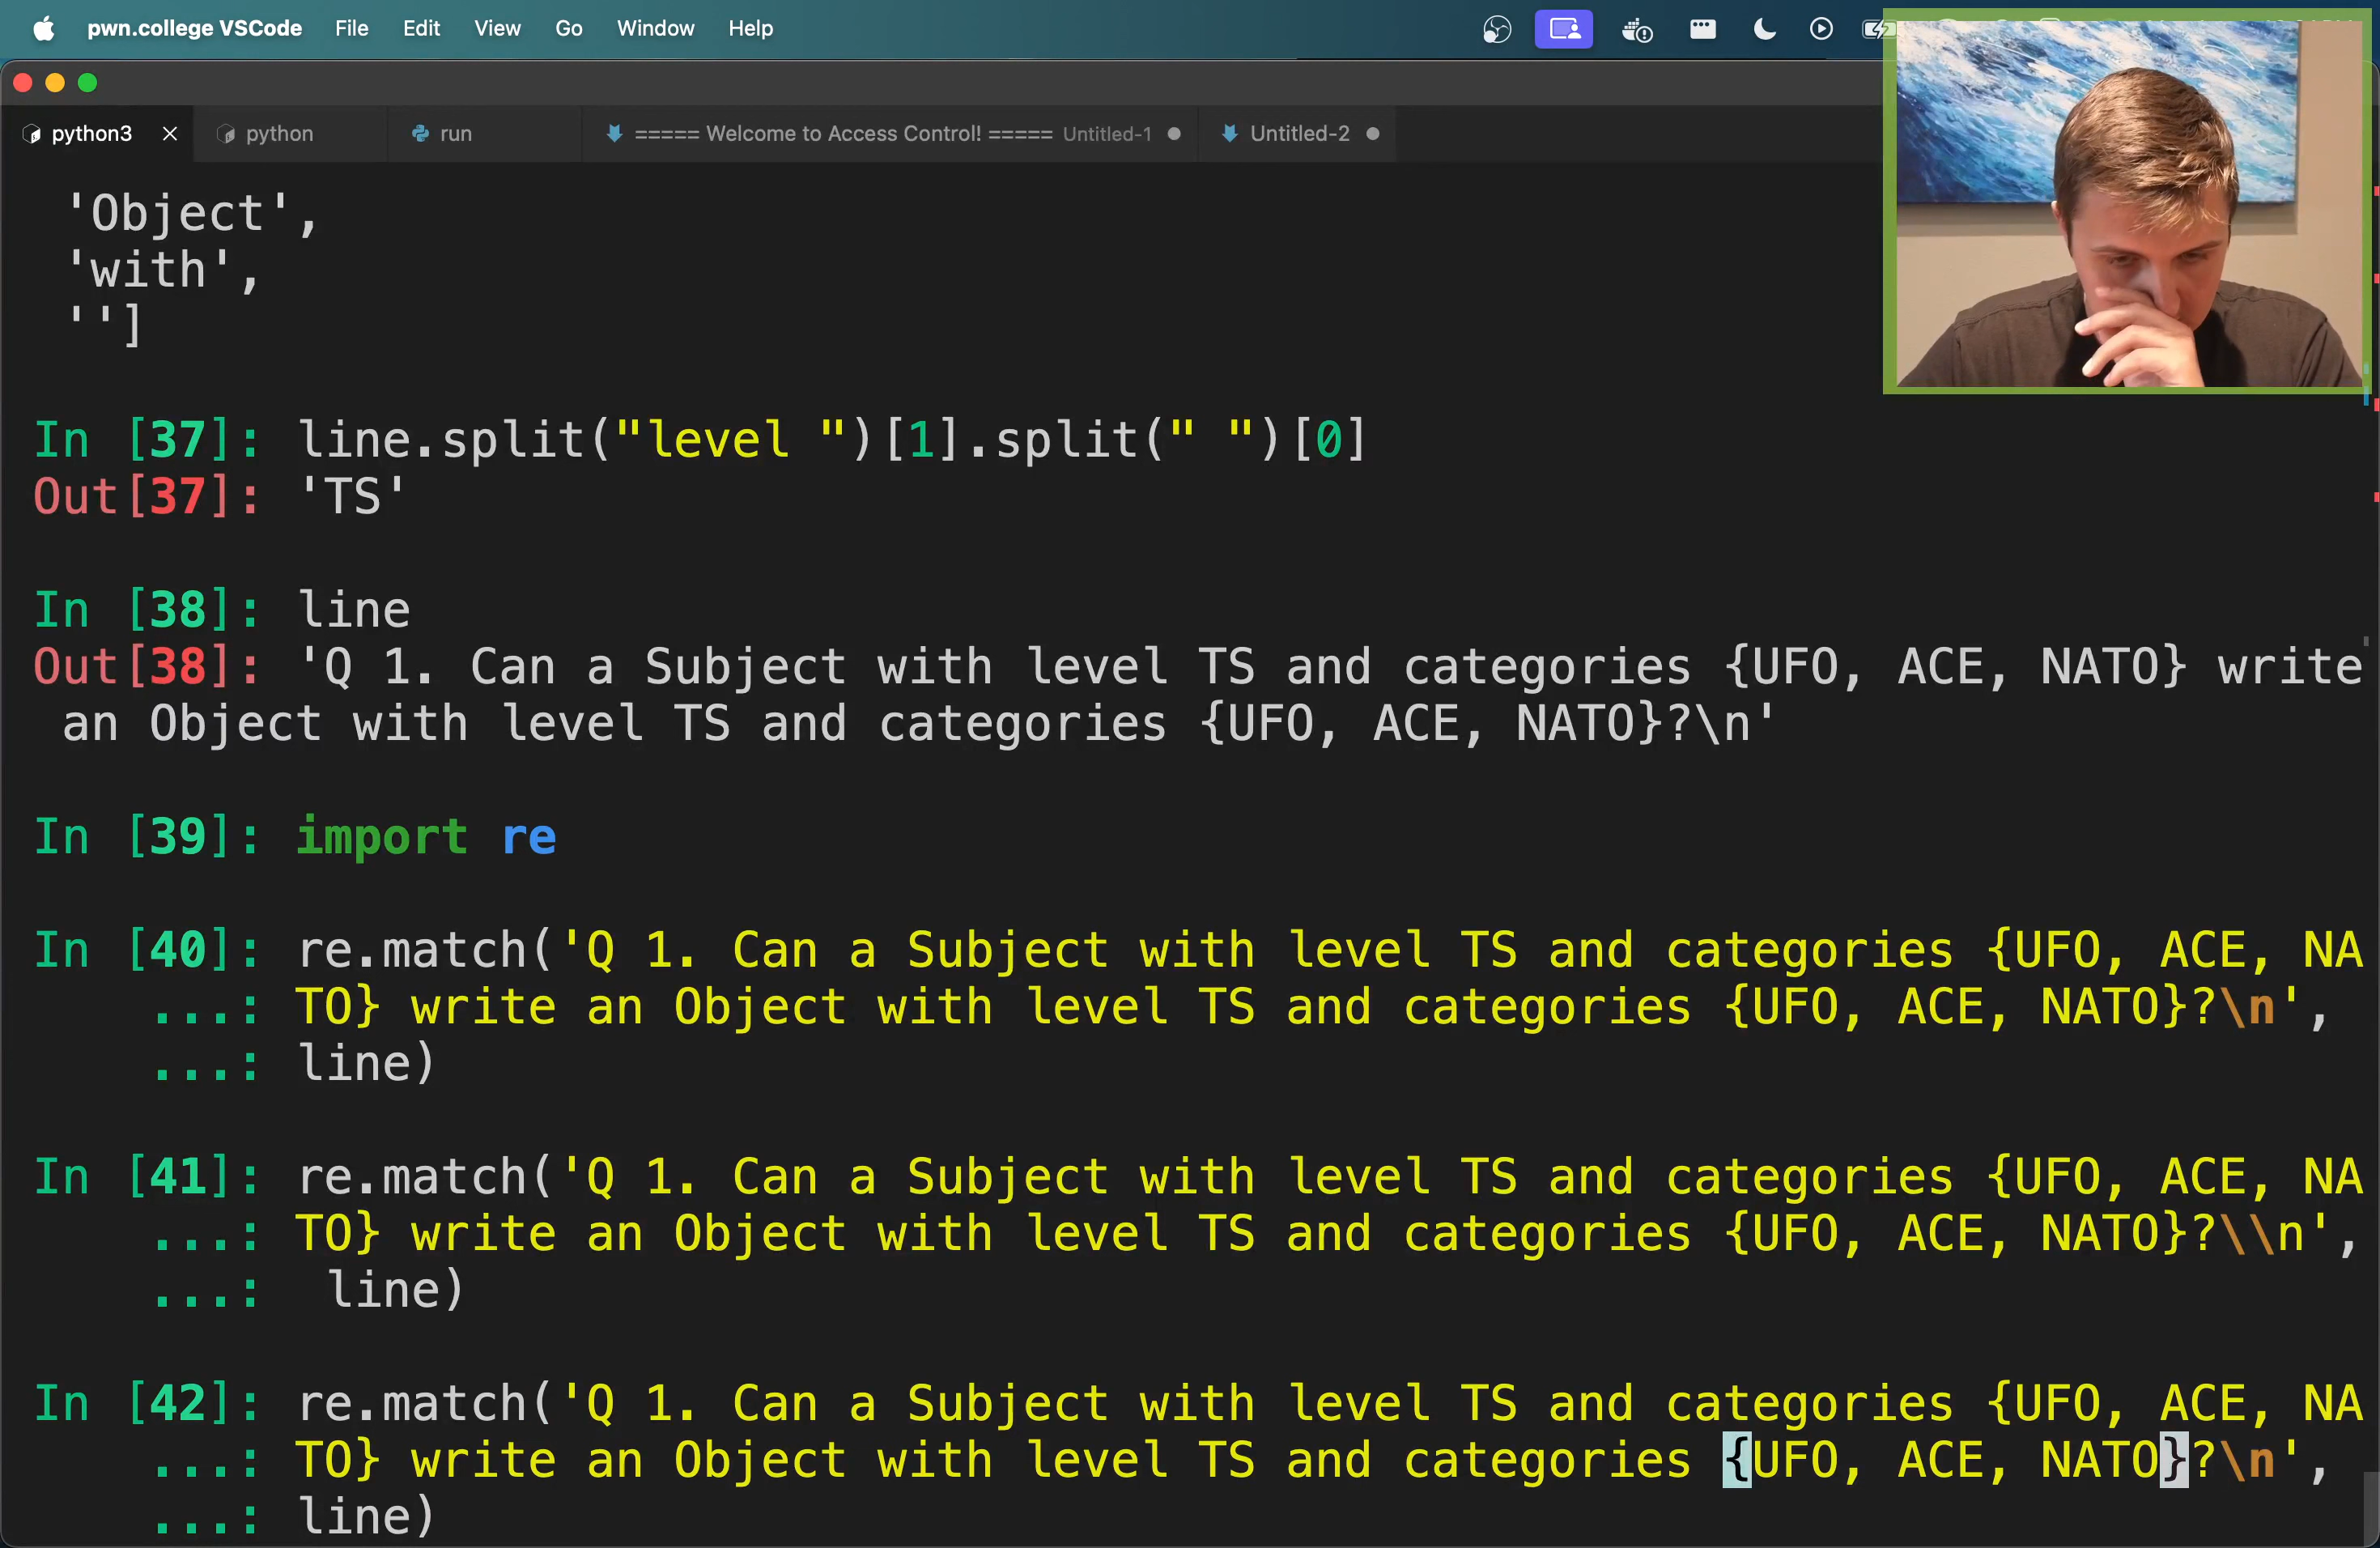 pwn.college VSCode File Edit View Go Window Help
python3 python run ===== Welcome to Access Control! ===== Untitled-1 Untitled-2
'Object',
'with',
'']
In [37]: line.split("level ")[1].split(" ")[0]
Out[37]: 'TS'
In [38]: line
Out[38]: 'Q 1. Can a Subject with level TS and categories {UFO, ACE, NATO} write
an Object with level TS and categories {UFO, ACE, NATO}?\n'
In [39]: import re
In [40]: re.match('Q 1. Can a Subject with level TS and categories {UFO, ACE, NA
...: TO} write an Object with level TS and categories {UFO, ACE, NATO}?\n',
...: line)
In [41]: re.match('Q 1. Can a Subject with level TS and categories {UFO, ACE, NA
...: TO} write an Object with level TS and categories {UFO, ACE, NATO}?\\n',
...: line)
In [42]: re.match('Q 1. Can a Subject with level TS and categories {UFO, ACE, NA
...: TO} write an Object with level TS and categories {UFO, ACE, NATO}?\n',
...: line)